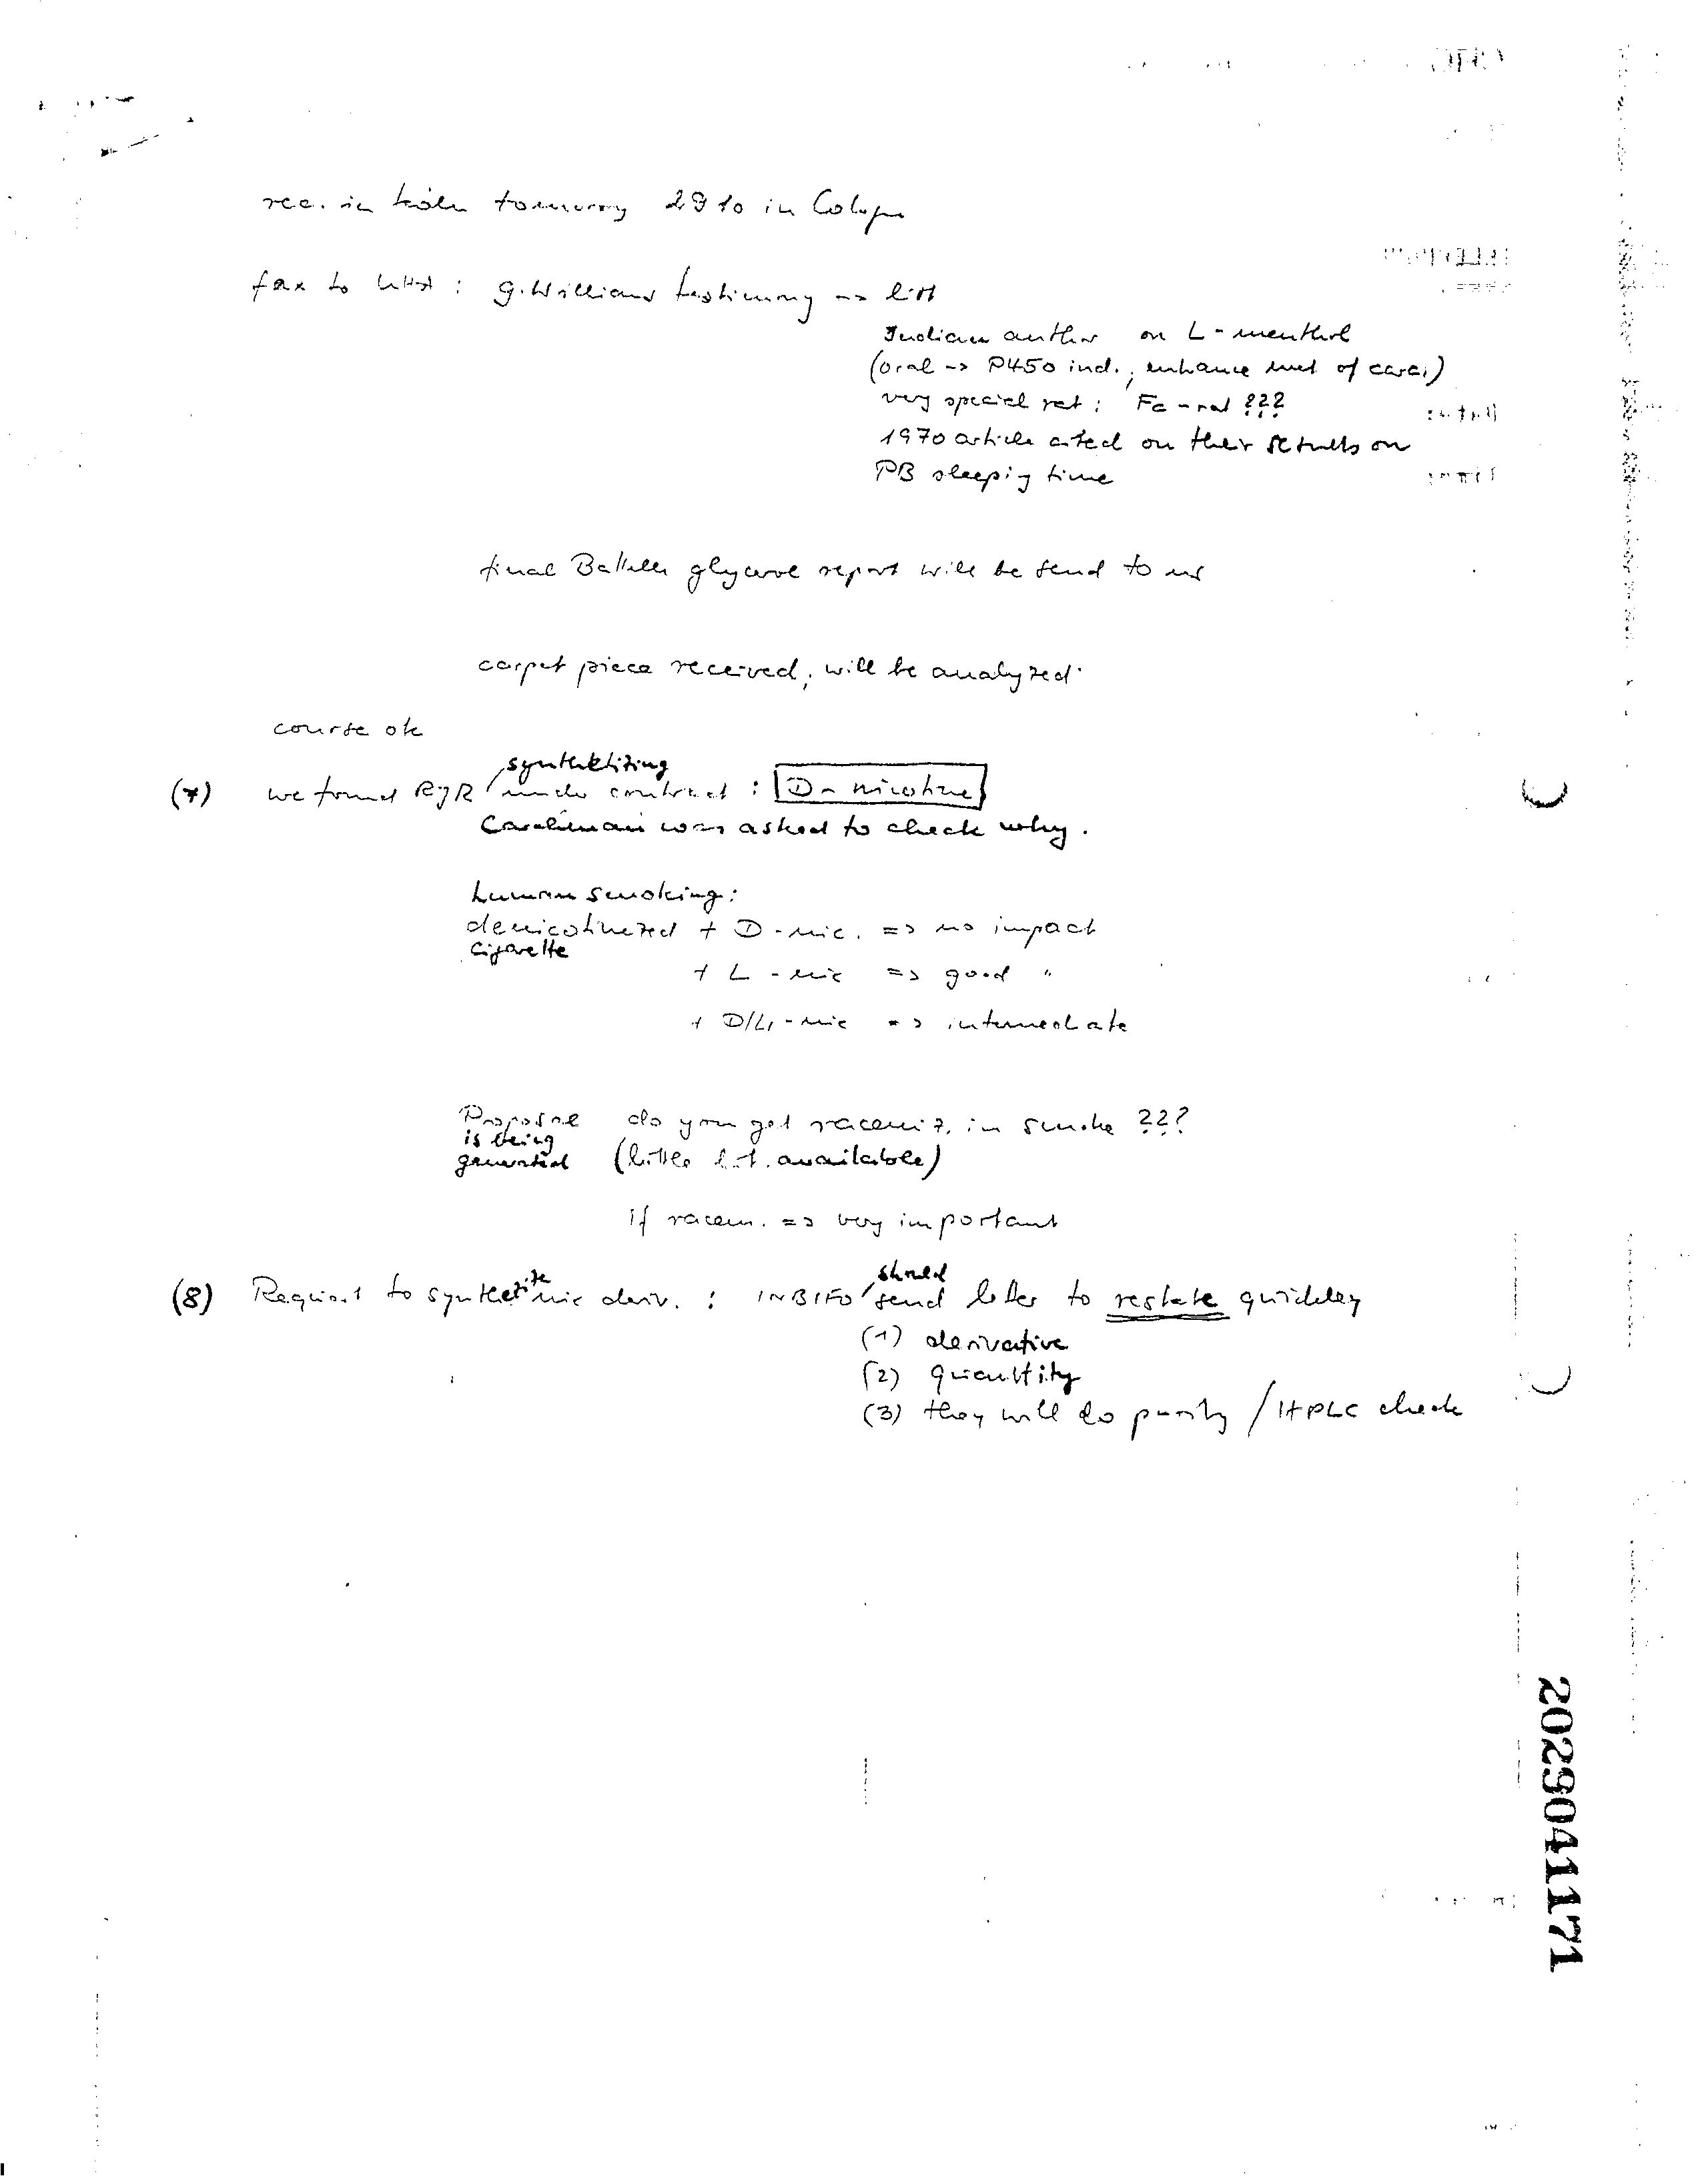 rec. in Köln tomorrow 29 10 in Cologne
fax to : G. Williams testimony -> lit
Indian author on L-menthol
(oral -> P450 ind., enhance met of carc.)
very special rat: Fc-rat ???
1970 article cited on their results on
PB sleeping time
final Battelle glycerol report will be send to us
carpet piece received, will be analyzed
course ok
synthetizing
(7) we found RJR under contract : D-nicotine
was asked to check why.
human smoking:
denicotinized + D-nic. => no impact
cigarette
+ L-nic => good "
+ D/L-nic => intermediate
Proposal do you get racemiz. in smoke ???
is being
generated (little lit. available)
if racem. => very important
should
(8) Request to synthetize nic deriv. : INBIFO send letter to restate quickley
(1) derivative
(2) quantity
(3) they will do purity / HPLC check
2029041171